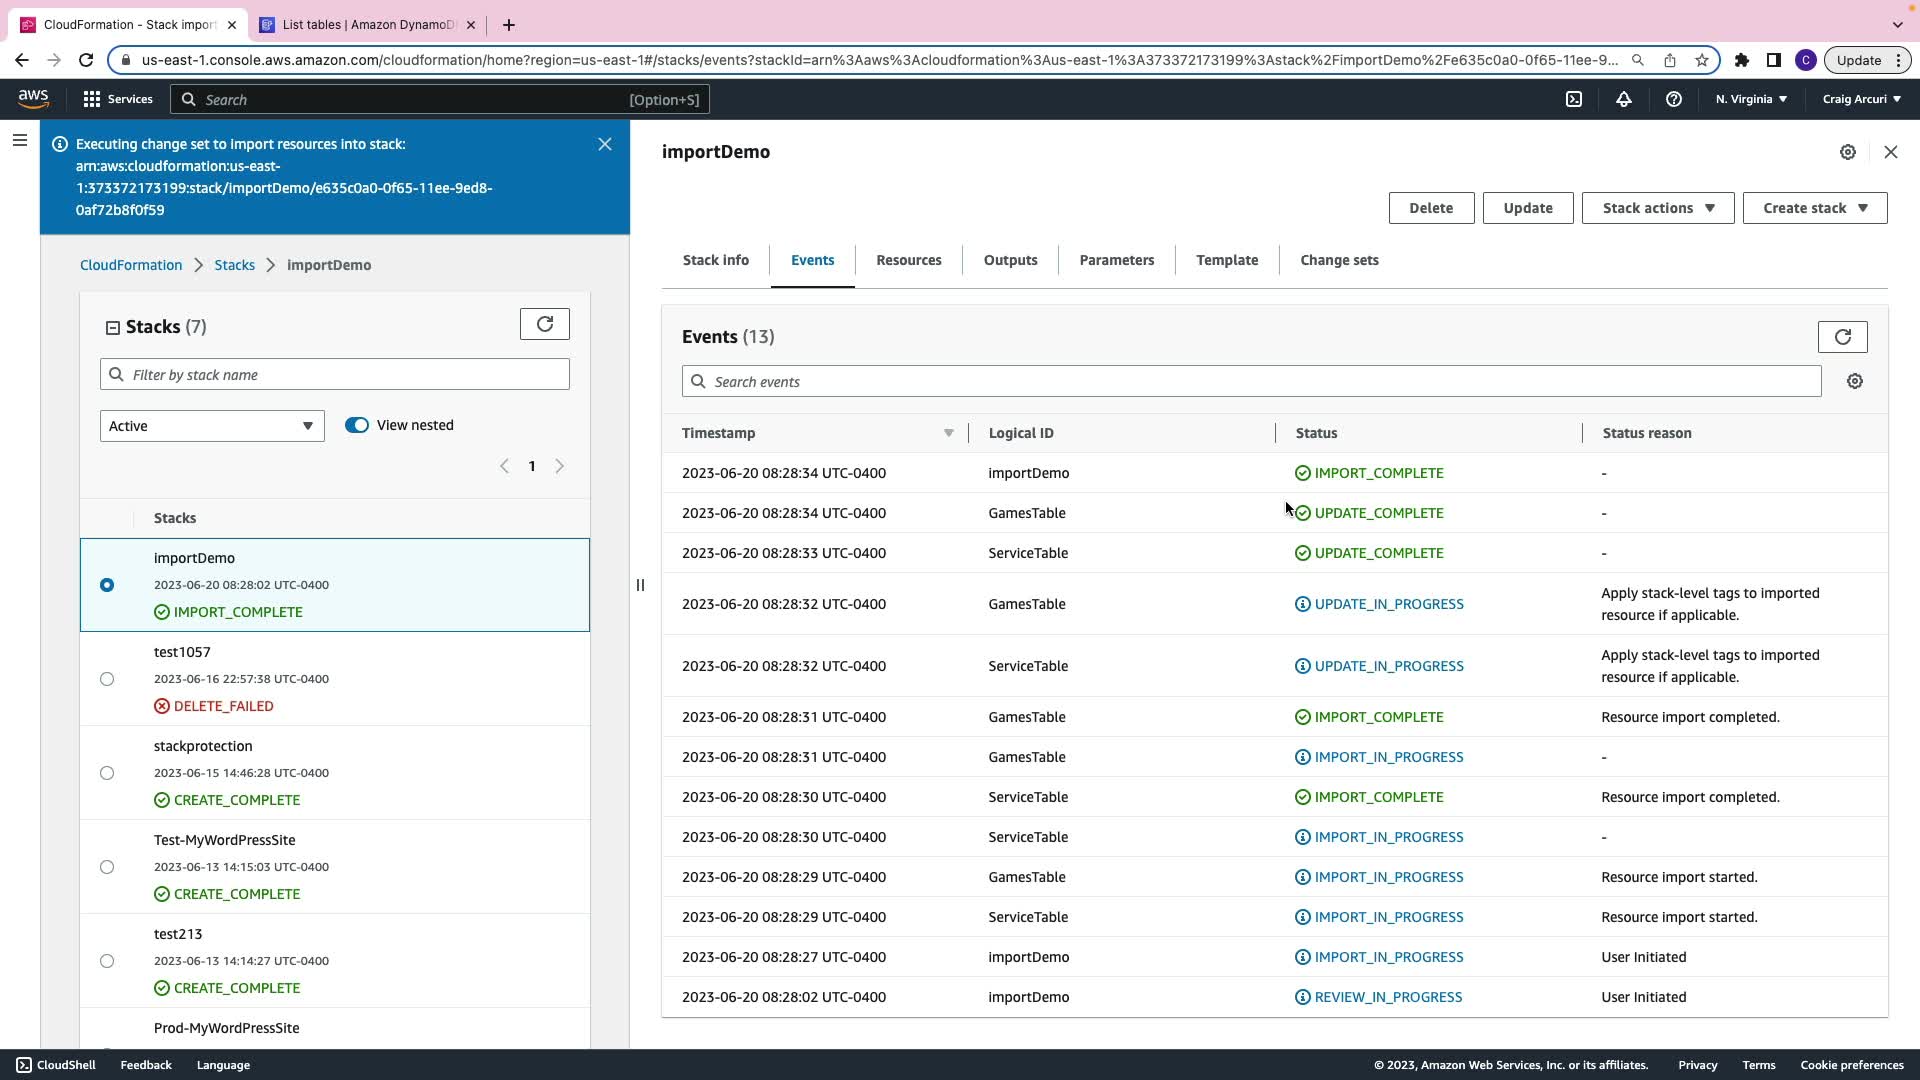 CloudFormation - Stack import
List tables | Amazon DynamoD
us-east-1.console.aws.amazon.com/cloudformation/home?region=us-east-1#/stacks/events?stackId=arn%3Aaws%3Acloudformation%3Aus-east-1%3A373372173199%3Astack%2FimportDemo%2Fe635c0a0-0f65-11ee-9...
C
Update
aws
Services
Search
[Option+S]
N. Virginia
Craig Arcuri
Executing change set to import resources into stack:
arn:aws:cloudformation:us-east-
1:373372173199:stack/importDemo/e635c0a0-0f65-11ee-9ed8-
0af72b8f0f59
CloudFormation > Stacks > importDemo
Stacks (7)
Filter by stack name
Active
View nested
1
Stacks
importDemo
2023-06-20 08:28:02 UTC-0400
IMPORT_COMPLETE
test1057
2023-06-16 22:57:38 UTC-0400
DELETE_FAILED
stackprotection
2023-06-15 14:46:28 UTC-0400
CREATE_COMPLETE
Test-MyWordPressSite
2023-06-13 14:15:03 UTC-0400
CREATE_COMPLETE
test213
2023-06-13 14:14:27 UTC-0400
CREATE_COMPLETE
Prod-MyWordPressSite
importDemo
Delete
Update
Stack actions
Create stack
Stack info
Events
Resources
Outputs
Parameters
Template
Change sets
Events (13)
Search events
Timestamp Logical ID Status Status reason
2023-06-20 08:28:34 UTC-0400 importDemo IMPORT_COMPLETE -
2023-06-20 08:28:34 UTC-0400 GamesTable UPDATE_COMPLETE -
2023-06-20 08:28:33 UTC-0400 ServiceTable UPDATE_COMPLETE -
2023-06-20 08:28:32 UTC-0400 GamesTable UPDATE_IN_PROGRESS Apply stack-level tags to imported
resource if applicable.
2023-06-20 08:28:32 UTC-0400 ServiceTable UPDATE_IN_PROGRESS Apply stack-level tags to imported
resource if applicable.
2023-06-20 08:28:31 UTC-0400 GamesTable IMPORT_COMPLETE Resource import completed.
2023-06-20 08:28:31 UTC-0400 GamesTable IMPORT_IN_PROGRESS -
2023-06-20 08:28:30 UTC-0400 ServiceTable IMPORT_COMPLETE Resource import completed.
2023-06-20 08:28:30 UTC-0400 ServiceTable IMPORT_IN_PROGRESS -
2023-06-20 08:28:29 UTC-0400 GamesTable IMPORT_IN_PROGRESS Resource import started.
2023-06-20 08:28:29 UTC-0400 ServiceTable IMPORT_IN_PROGRESS Resource import started.
2023-06-20 08:28:27 UTC-0400 importDemo IMPORT_IN_PROGRESS User Initiated
2023-06-20 08:28:02 UTC-0400 importDemo REVIEW_IN_PROGRESS User Initiated
CloudShell
Feedback
Language
© 2023, Amazon Web Services, Inc. or its affiliates.
Privacy
Terms
Cookie preferences